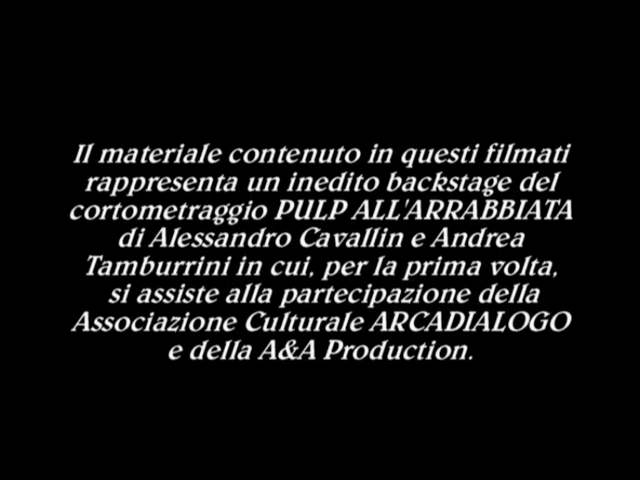 Il materiale contenuto in questi filmati
rappresenta un inedito backstage del
cortometraggio PULP ALL'ARRABBIATA
di Alessandro Cavallin e Andrea
Tamburrini in cui, per la prima volta,
si assiste alla partecipazione della
Associazione Culturale ARCADIALOGO
e della A&A Production.